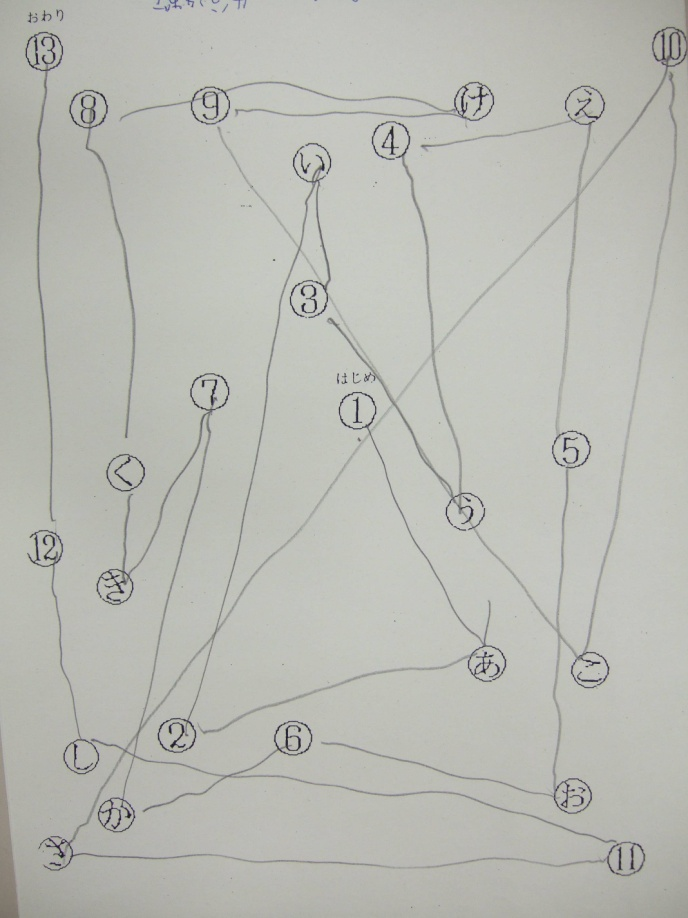 おわり
⑬
⑩
⑧
⑨
け
え
④
い
③
はじめ
①
⑦
⑤
く
う
⑫
き
あ
こ
②
⑥
し
お
か
さ
⑪